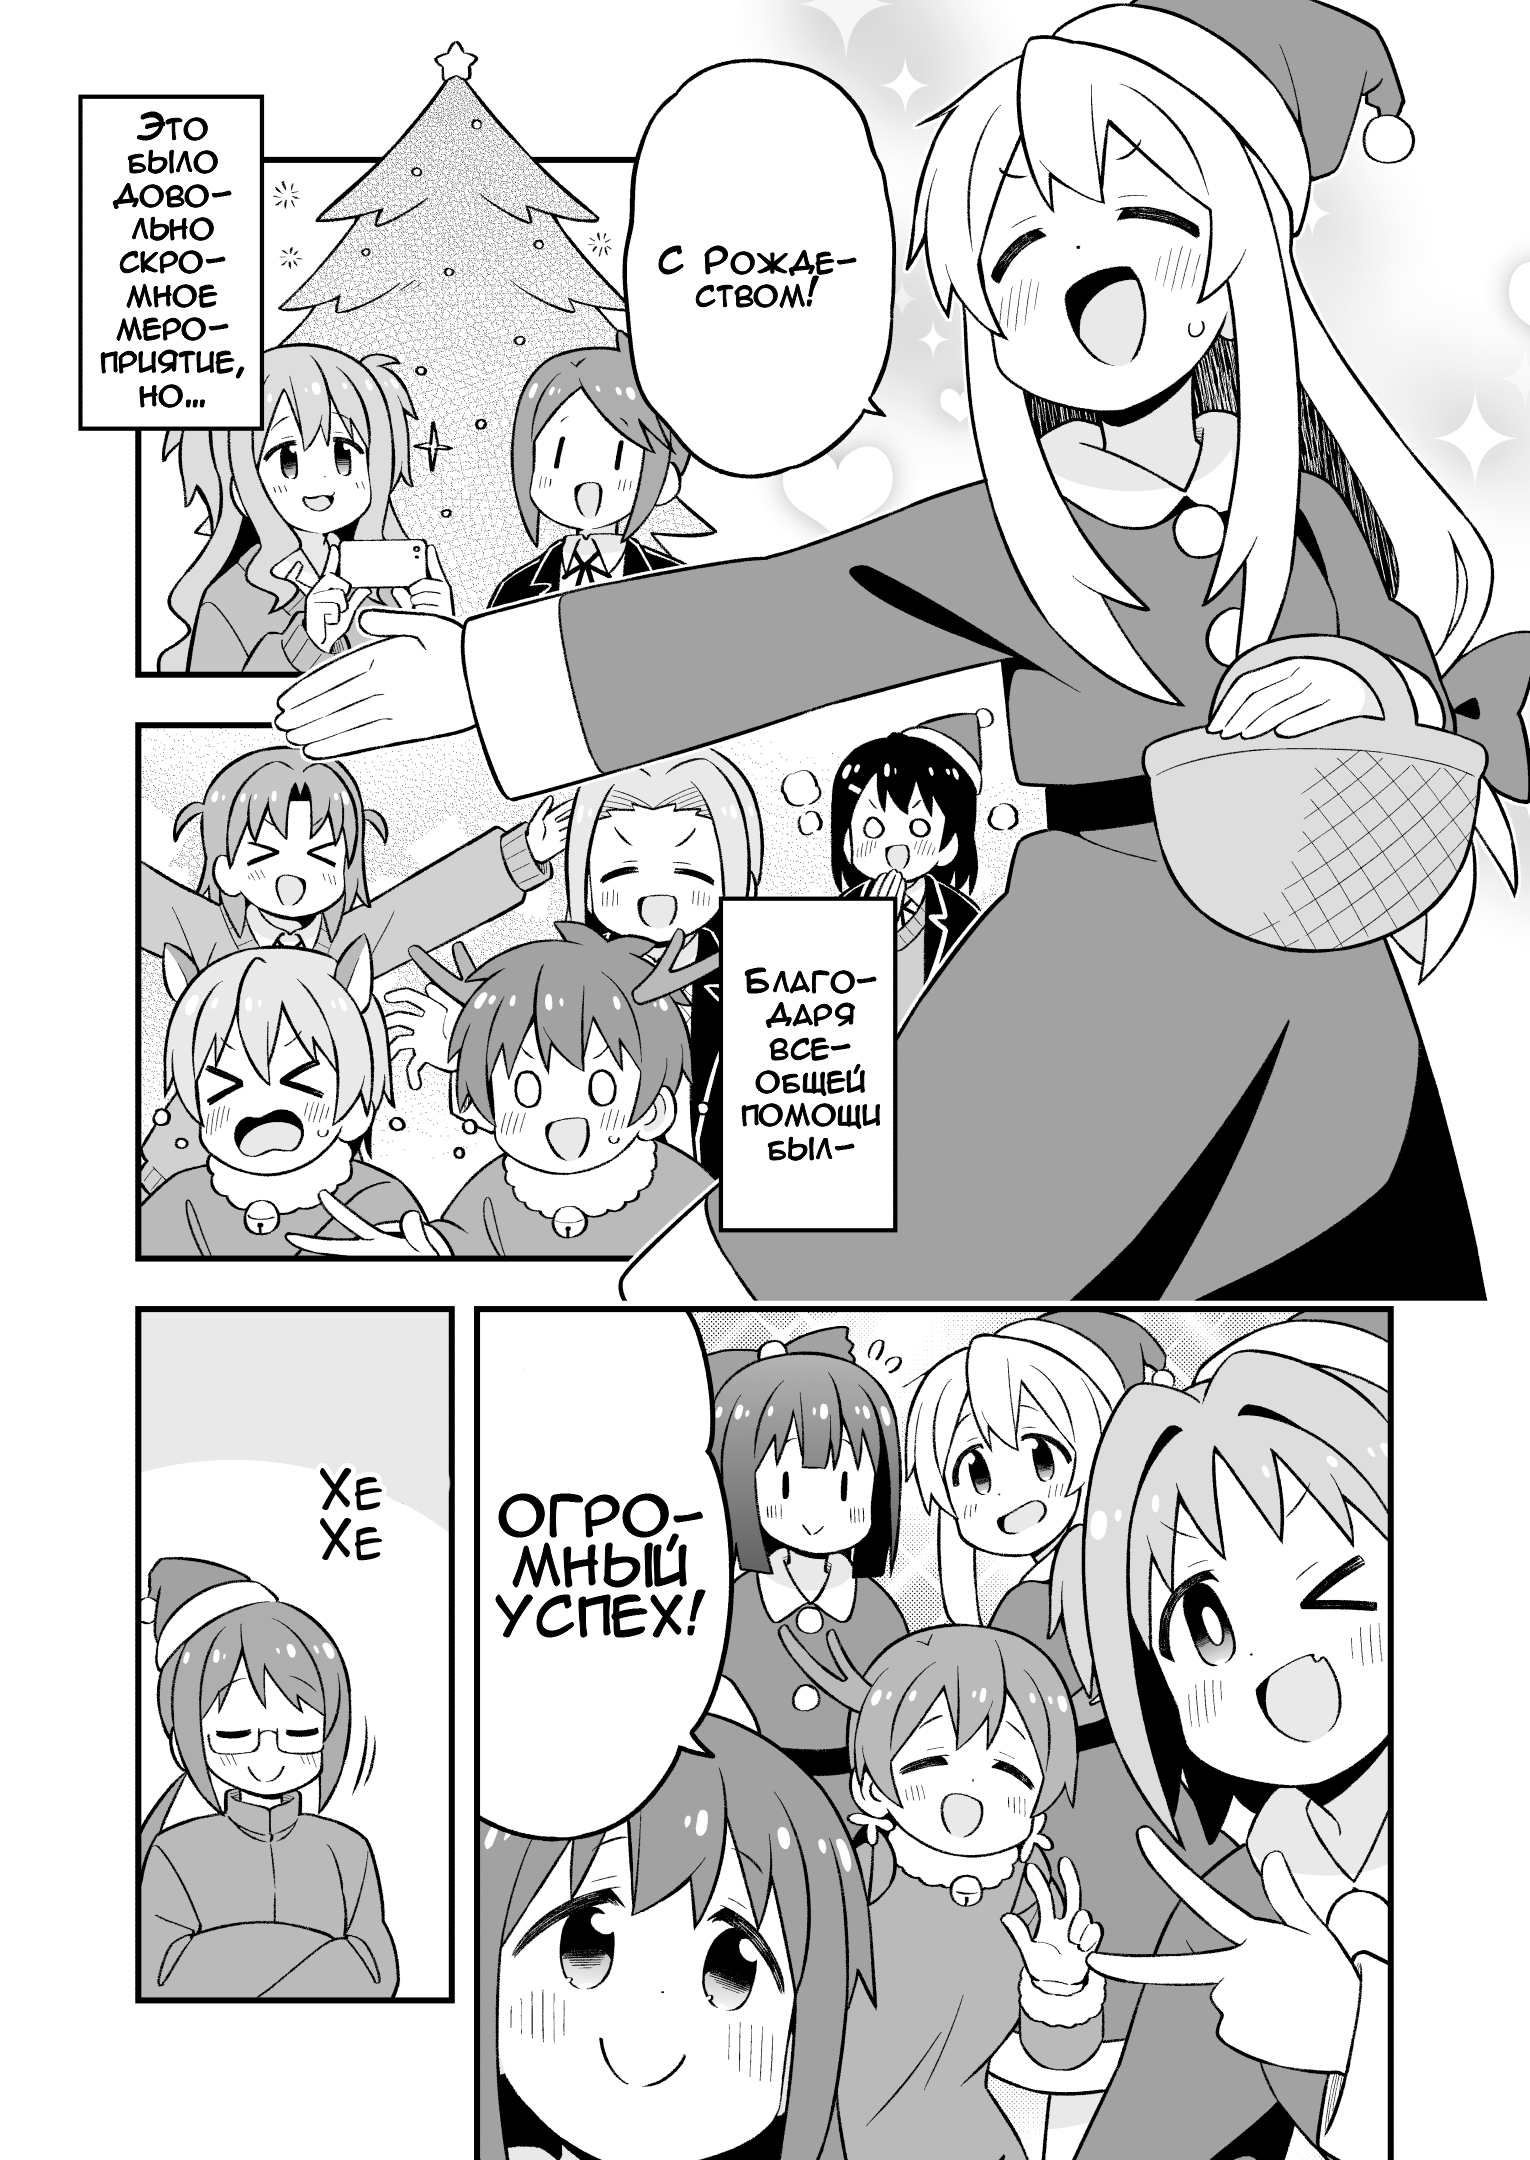 С РОЖДЕ-
СТВОМ!
ЭТО
БЫЛО
ДОВО-
ЛЬНО
СКРО-
МНОЕ
МЕРО-
ПРИЯТИЕ,
НО...
БЛАГО-
ДАРЯ
ВСЕ-
ОБЩЕЙ
ПОМОЩИ
БЫЛ-
ОГРО-
МНЫЙ
УСПЕХ!
ХЕ
ХЕ